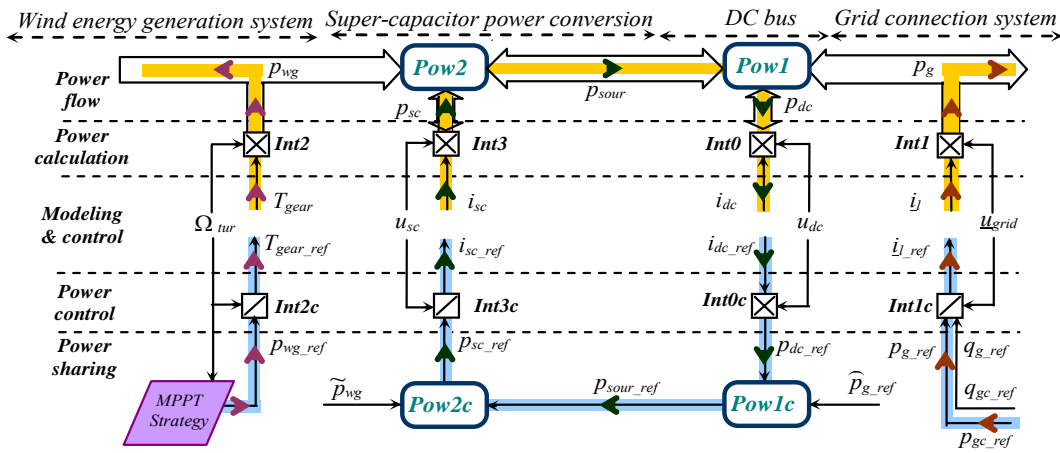 Wind energy generation system Super-capacitor power conversion DC bus Grid connection system
Power flow
p_wg
Pow2
p_sour
Pow1
p_g
p_sc
p_dc
Power calculation
Int2
Int3
Int0
Int1
T_gear
i_sc
i_dc
i_l
Modeling & control
Ω_tur
u_sc
u_dc
u_grid
T_gear_ref
i_sc_ref
i_dc_ref
i_l_ref
Power control
Int2c
Int3c
Int0c
Int1c
Power sharing
p_wg_ref
p_sc_ref
p_dc_ref
p_g_ref
q_g_ref
MPPT Strategy
p̃_wg
Pow2c
p_sour_ref
Pow1c
p̂_g_ref
q_gc_ref
p_gc_ref